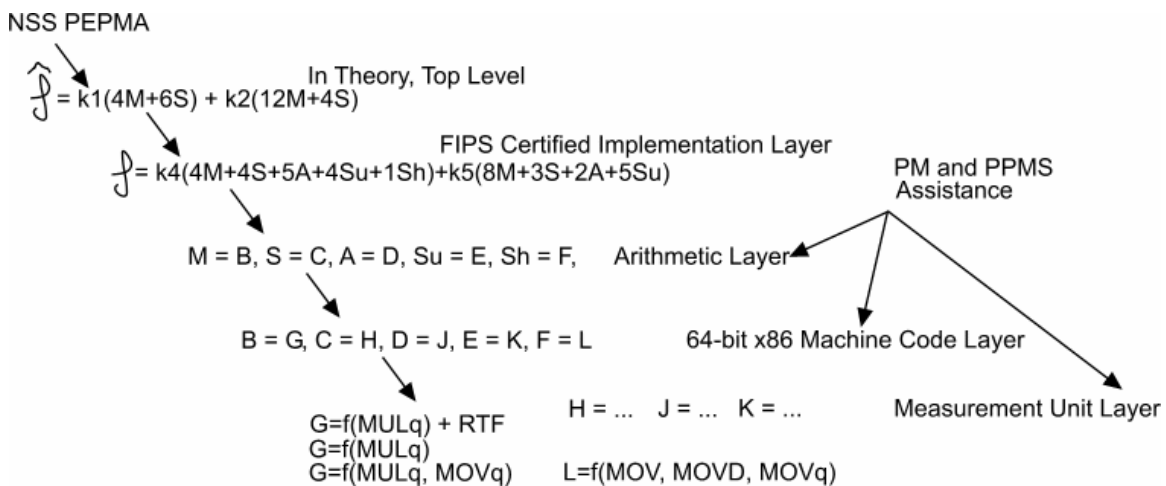 NSS PEPMA
In Theory, Top Level
f̂ = k1(4M+6S) + k2(12M+4S)
FIPS Certified Implementation Layer
f= k4(4M+4S+5A+4Su+1Sh)+k5(8M+3S+2A+5Su)
PM and PPMS
Assistance
M = B, S = C, A = D, Su = E, Sh = F, Arithmetic Layer
B = G, C = H, D = J, E = K, F = L 64-bit x86 Machine Code Layer
H = ... J = ... K = ... Measurement Unit Layer
G=f(MULq) + RTF
G=f(MULq)
G=f(MULq, MOVq) L=f(MOV, MOVD, MOVq)